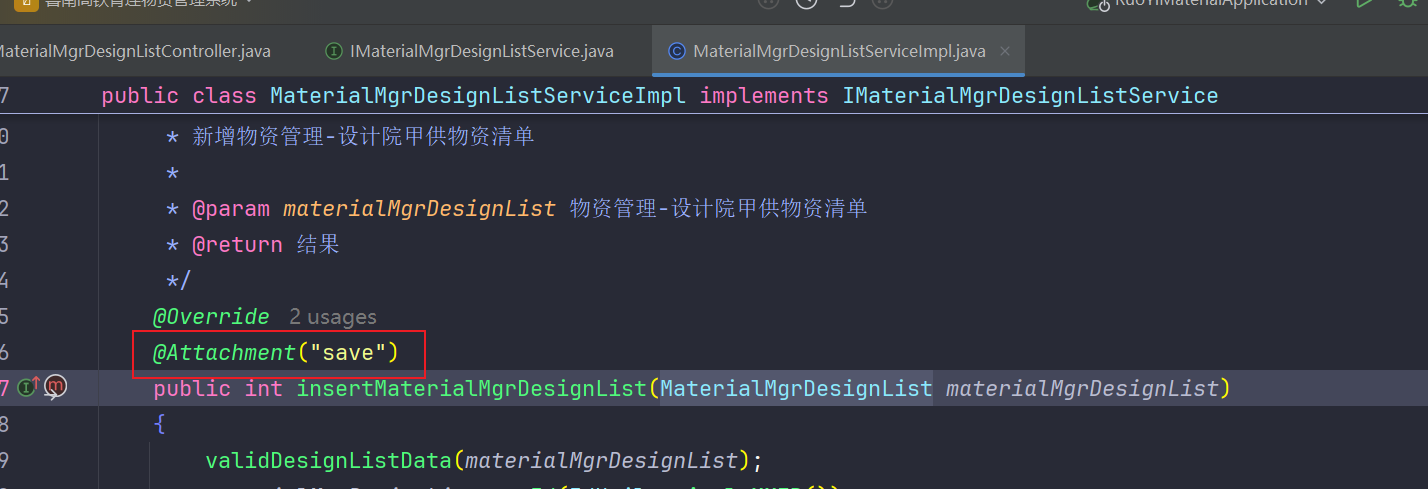 RuoYiMaterialApplication
MaterialMgrDesignListController.java IMaterialMgrDesignListService.java MaterialMgrDesignListServiceImpl.java
7 public class MaterialMgrDesignListServiceImpl implements IMaterialMgrDesignListService
0 * 新增物资管理-设计院甲供物资清单
1 *
2 * @param materialMgrDesignList 物资管理-设计院甲供物资清单
3 * @return 结果
4 */
5 @Override 2 usages
6 @Attachment("save")
7 public int insertMaterialMgrDesignList(MaterialMgrDesignList materialMgrDesignList)
8 {
9 validDesignListData(materialMgrDesignList);